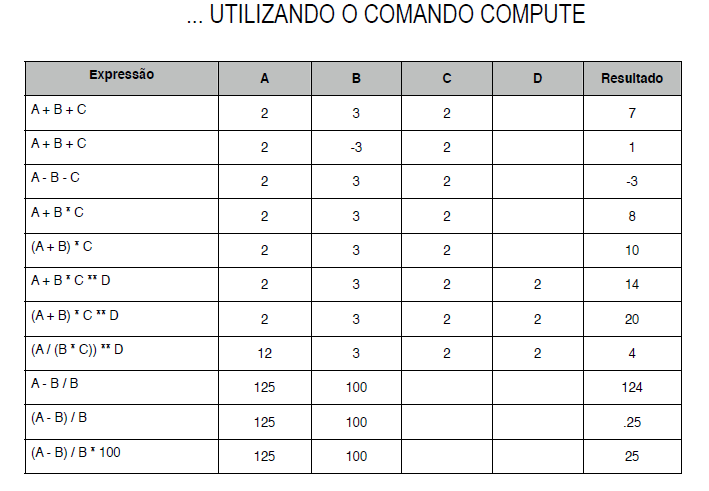 ... UTILIZANDO O COMANDO COMPUTE
Expressão A B C D Resultado
A + B + C 2 3 2 7
A + B + C 2 -3 2 1
A - B - C 2 3 2 -3
A + B * C 2 3 2 8
(A + B) * C 2 3 2 10
A + B * C ** D 2 3 2 2 14
(A + B) * C ** D 2 3 2 2 20
(A / (B * C)) ** D 12 3 2 2 4
A - B / B 125 100 124
(A - B) / B 125 100 .25
(A - B) / B * 100 125 100 25